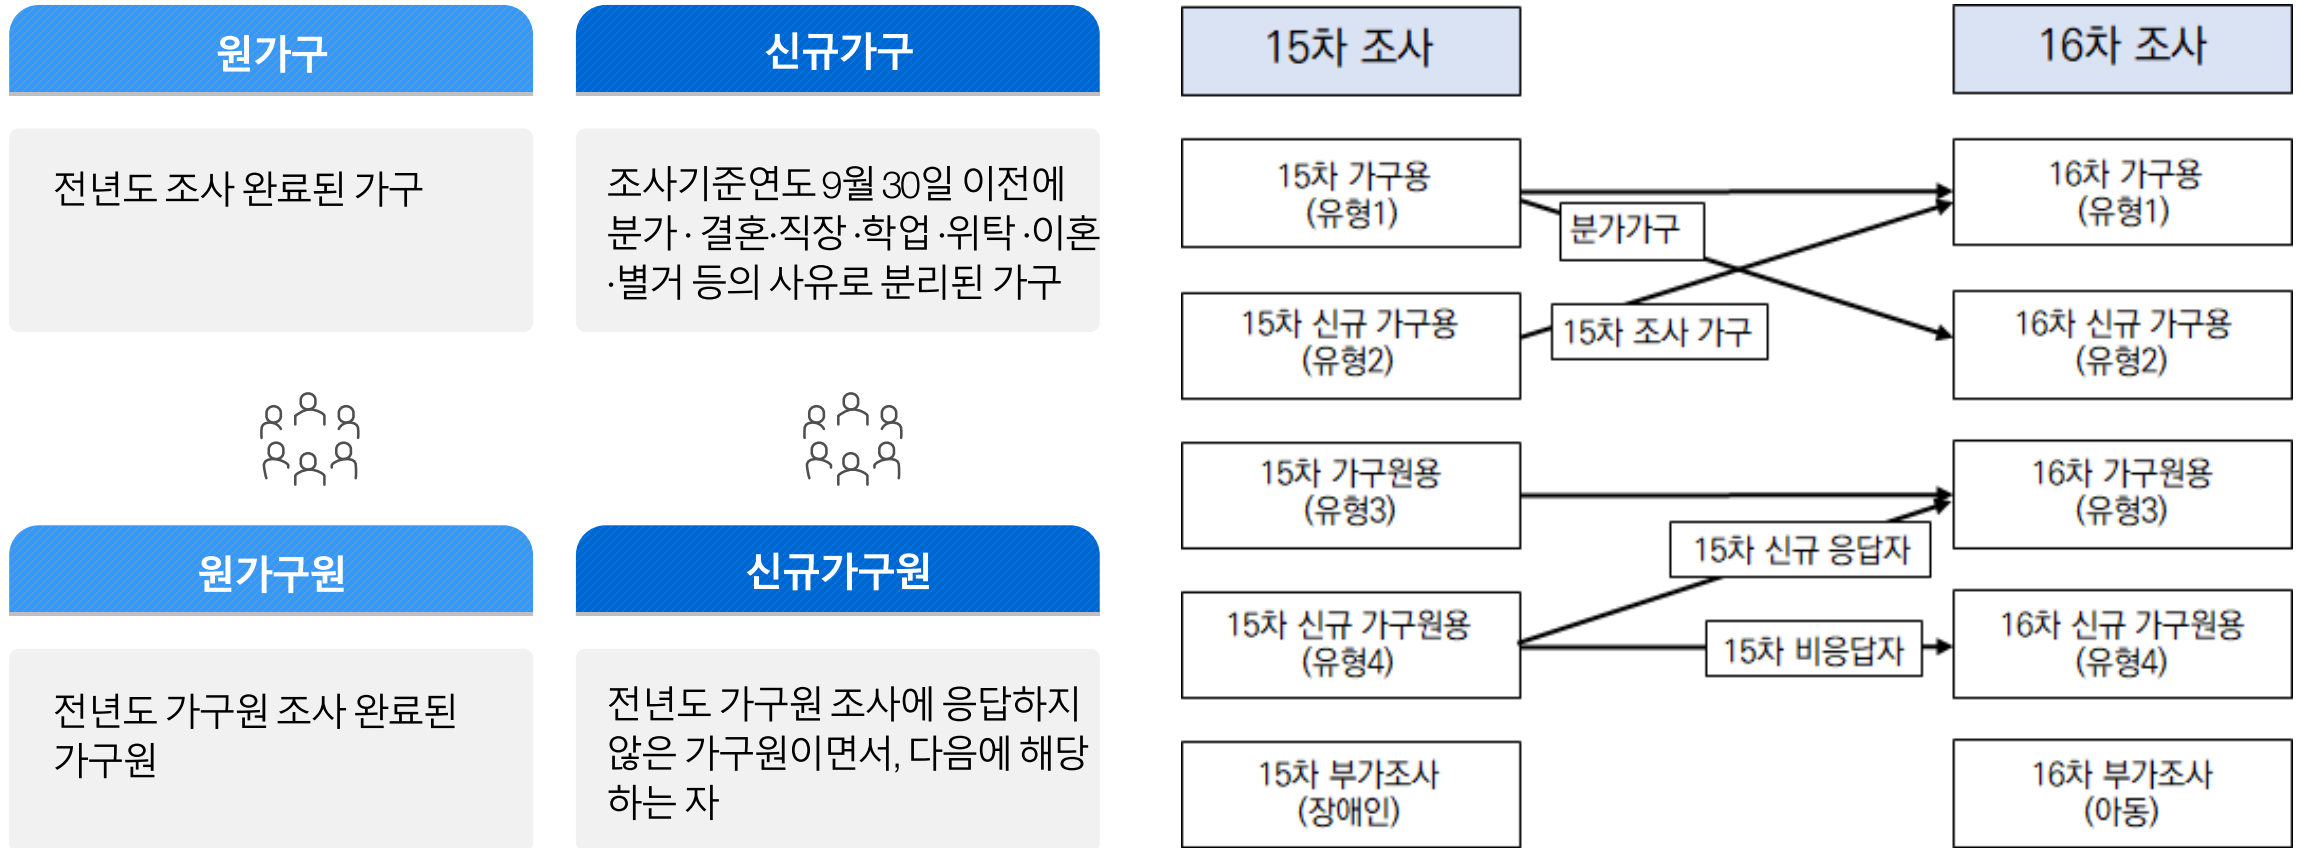 원가구
전년도 조사 완료된 가구
신규가구
조사기준연도 9월 30일 이전에
분가 · 결혼·직장 ·학업 ·위탁 ·이혼
·별거 등의 사유로 분리된 가구
원가구원
전년도 가구원 조사 완료된
가구원
신규가구원
전년도 가구원 조사에 응답하지
않은 가구원이면서, 다음에 해당
하는 자
15차 조사
16차 조사
15차 가구용
(유형1)
16차 가구용
(유형1)
분가가구
15차 신규 가구용
(유형2)
15차 조사 가구
16차 신규 가구용
(유형2)
15차 가구원용
(유형3)
16차 가구원용
(유형3)
15차 신규 응답자
15차 신규 가구원용
(유형4)
15차 비응답자
16차 신규 가구원용
(유형4)
15차 부가조사
(장애인)
16차 부가조사
(아동)